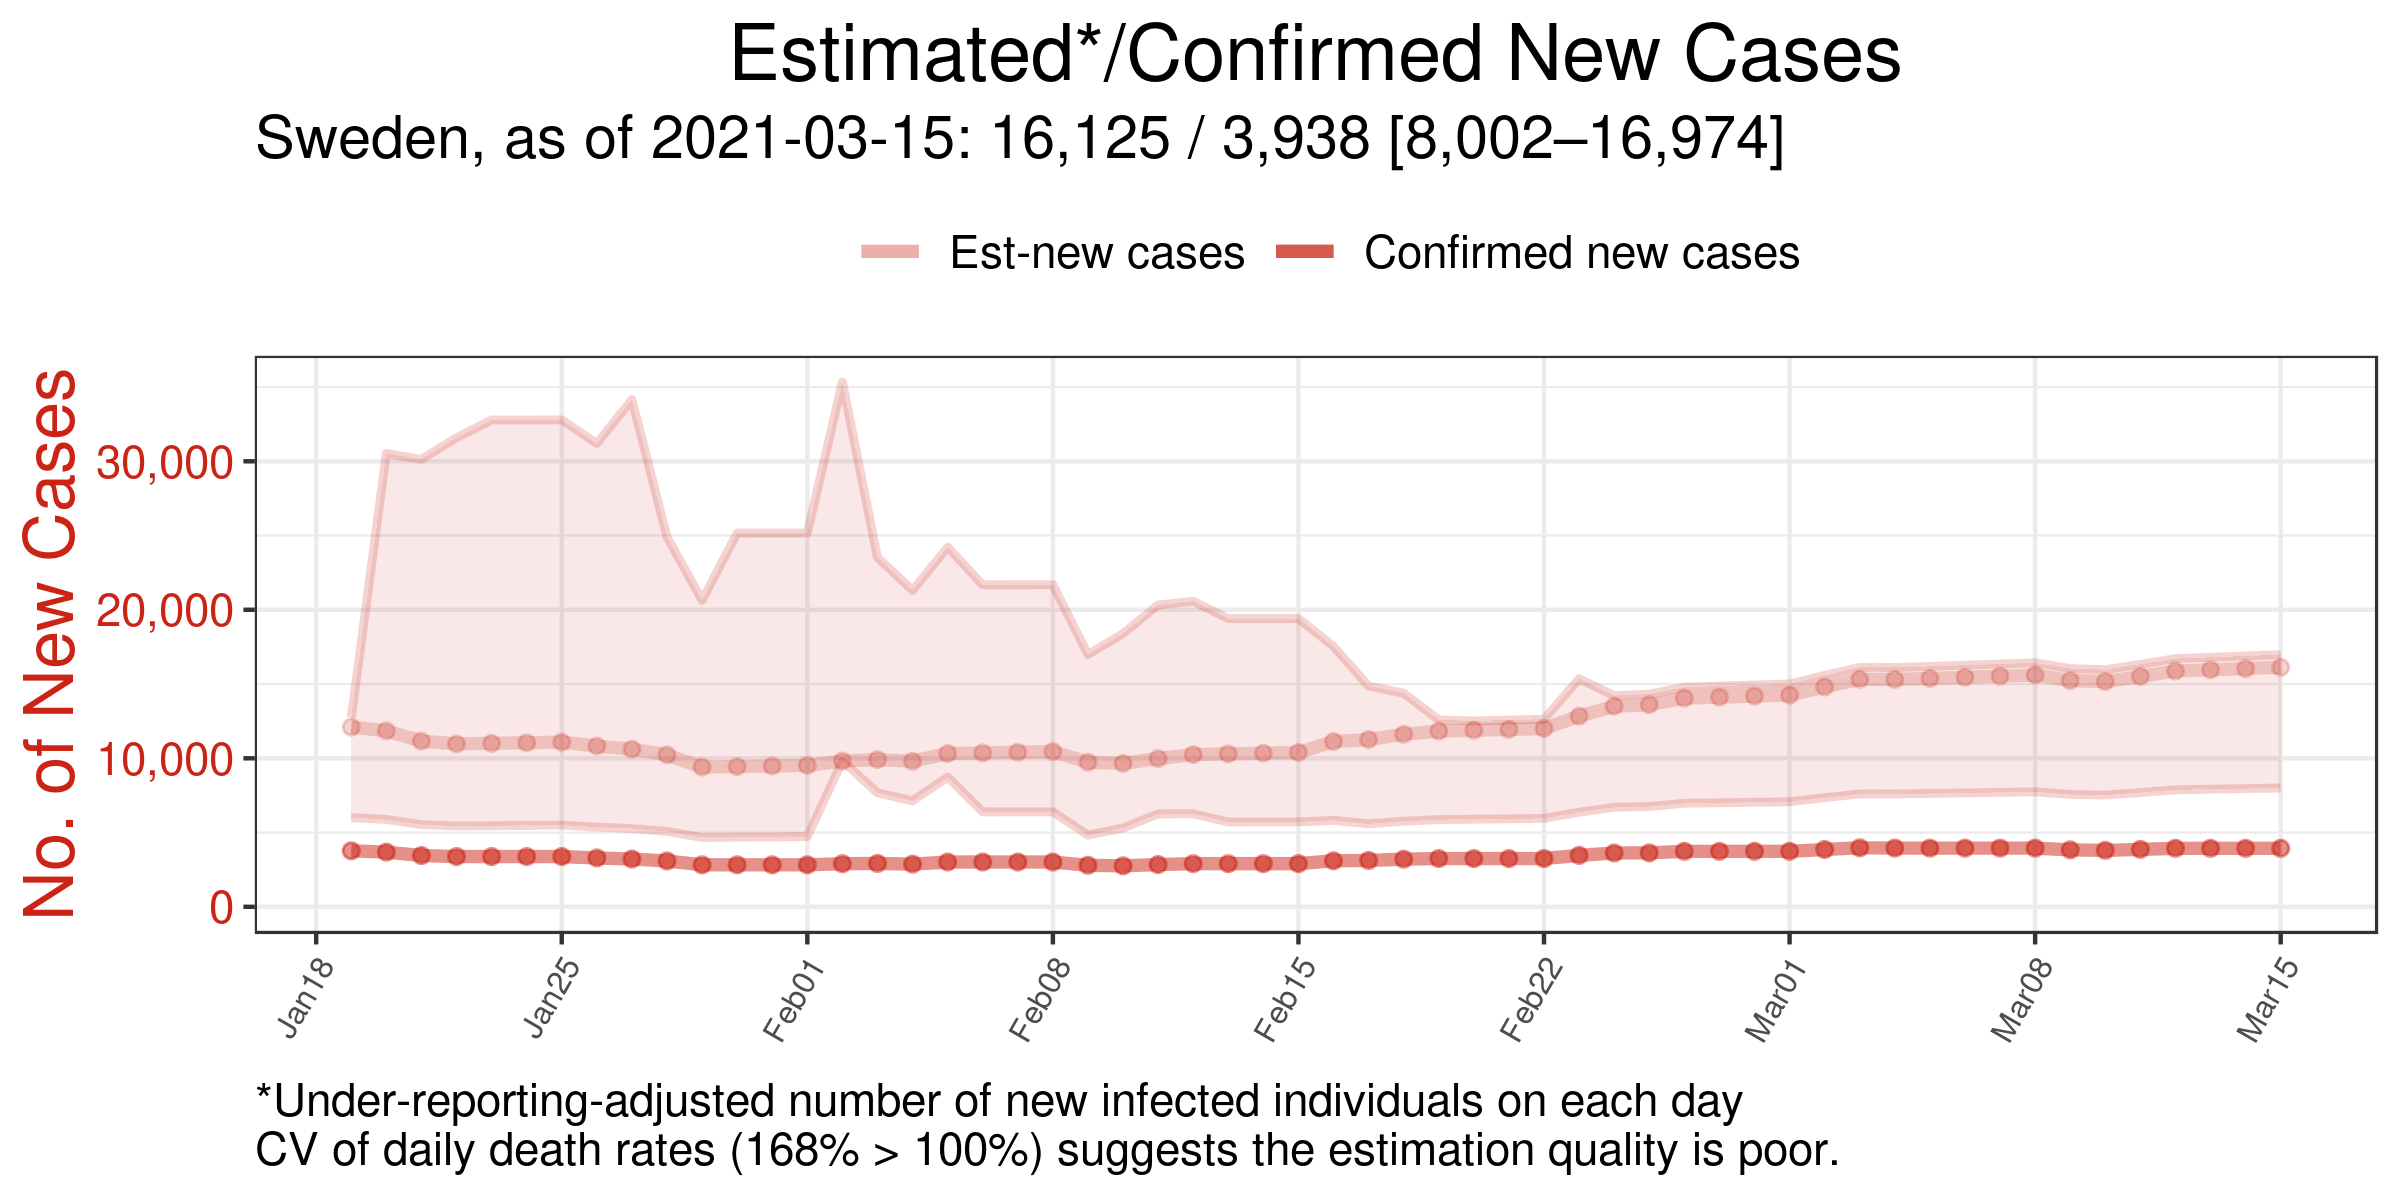 Estimated*/Confirmed New Cases
Sweden, as of 2021-03-15: 16,125 / 3,938 [8,002–16,974]
Est-new cases
Confirmed new cases
No. of New Cases
30,000
20,000
10,000
0
Jan18
Jan25
Feb01
Feb08
Feb15
Feb22
Mar01
Mar08
Mar15
*Under-reporting-adjusted number of new infected individuals on each day
CV of daily death rates (168% > 100%) suggests the estimation quality is poor.